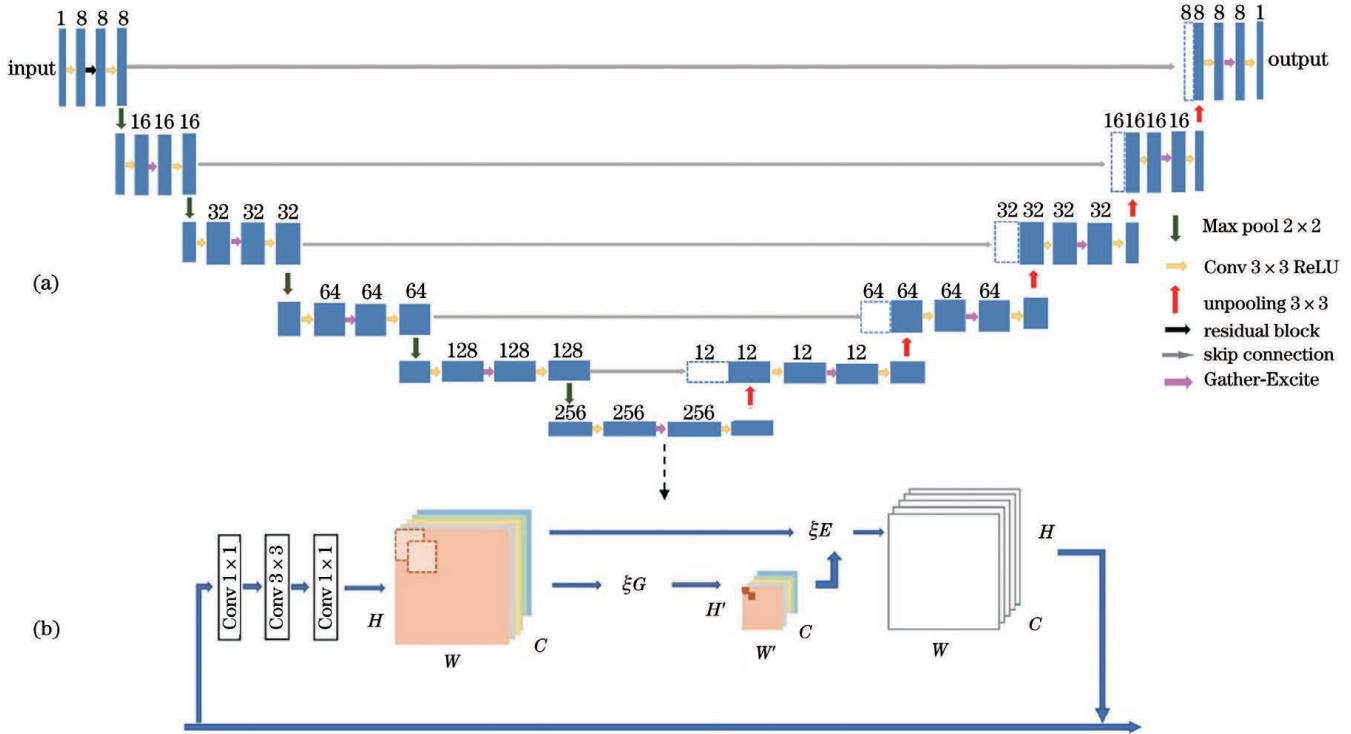 1 8 8 8
8 8 8 8 1
input
output
16 16 16
16 16 16 16
32 32 32
32 32 32 32
Max pool 2 × 2
(a)
Conv 3 × 3 ReLU
64 64 64
64 64 64 64
unpooling 3 × 3
residual block
128 128 128
12 12 12 12
skip connection
Gather-Excite
256 256 256
Conv 1 × 1
Conv 3 × 3
Conv 1 × 1
H
W
C
ξG
ξE
H'
W'
C
H
W
C
(b)